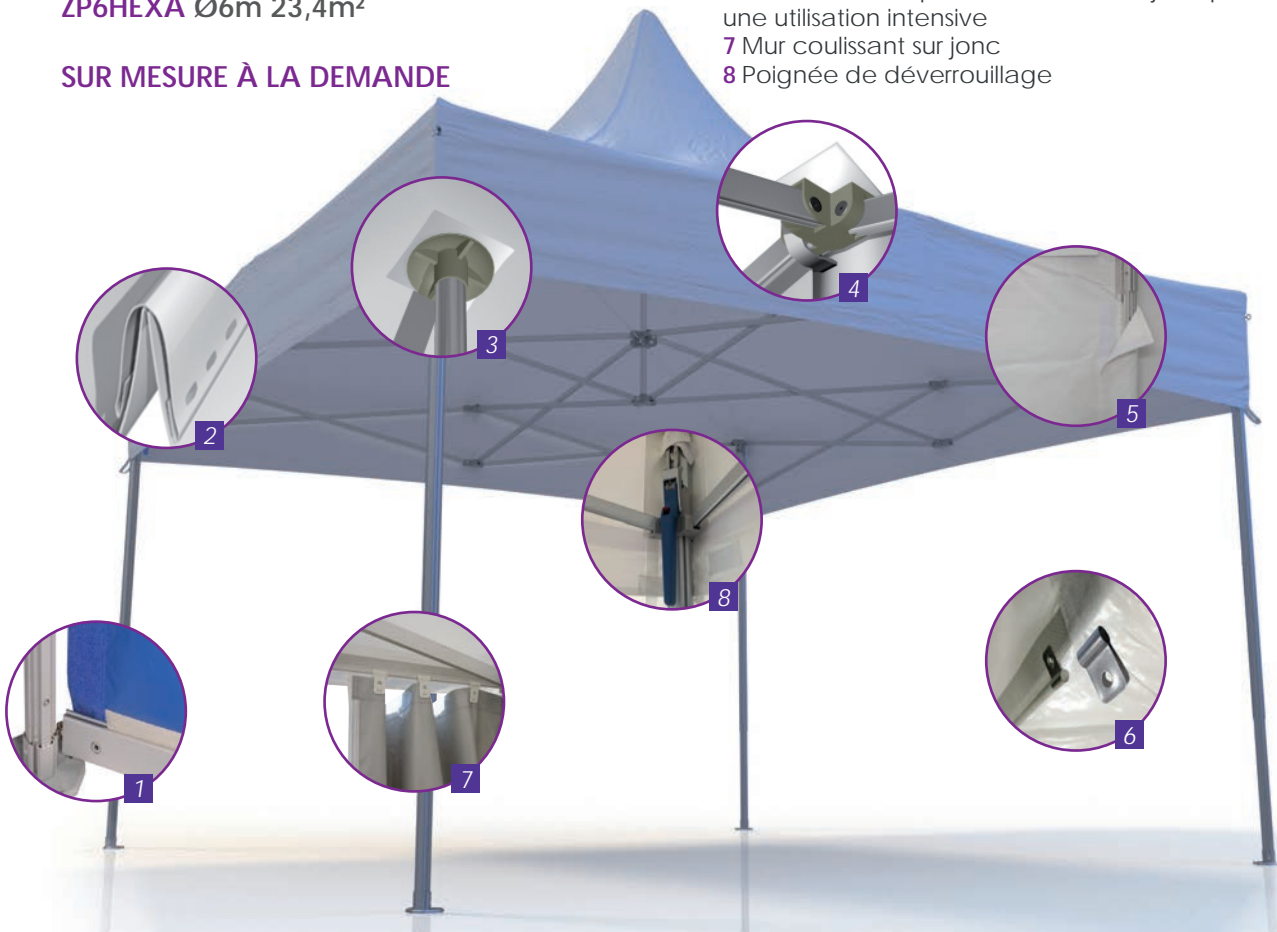 ZP6HEXA Ø6m 23,4m²
SUR MESURE À LA DEMANDE
une utilisation intensive
7 Mur coulissant sur jonc
8 Poignée de déverrouillage
4
3
5
2
8
6
7
1